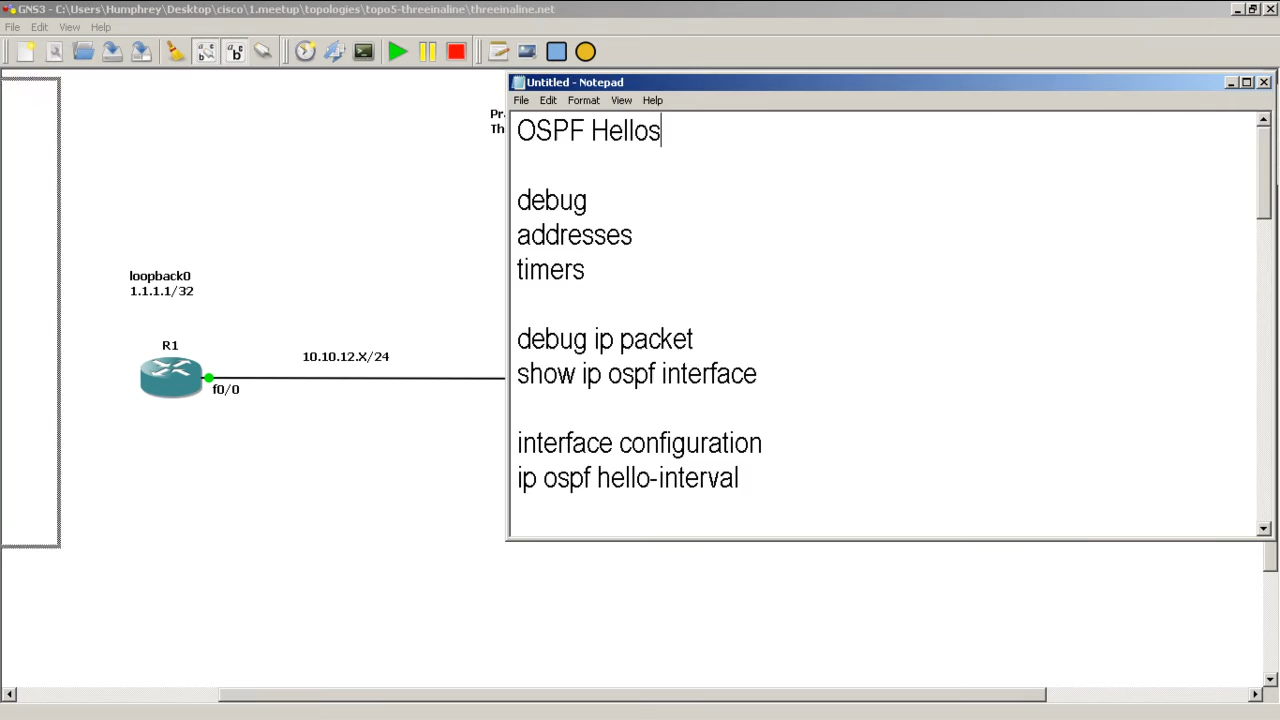 GNS3 - C:\Users\Humphrey\Desktop\cisco\1.meetup\topologies\topo5-threeinaline\threeinaline.net
File Edit View Help
Untitled - Notepad
File Edit Format View Help
OSPF Hellos
debug
addresses
timers
debug ip packet
show ip ospf interface
interface configuration
ip ospf hello-interval
loopback0
1.1.1.1/32
R1
10.10.12.X/24
f0/0